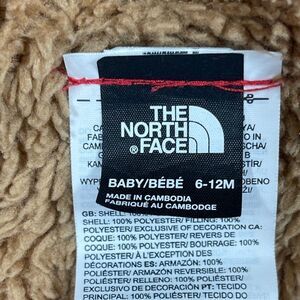 THE
NORTH
FACE
®
BABY/BÉBÉ 6-12M
MADE IN CAMBODIA
FABRIQUÉ AU CAMBODGE
GB: SHELL: 100% POLYESTER/ FILLING: 100%
POLYESTER/ EXCLUSIVE OF DECORATION CA:
COQUE: 100% POLYESTER/ REVERS DE
COQUE: 100% POLYESTER/ BOURRAGE: 100%
POLYESTER/ À L'EXCEPTION DES
DÉCORATIONS ES: ARMAZÓN: 100%
POLIÉSTER/ ARMAZÓN REVERSIBLE: 100%
POLIÉSTER/ RELLENO: 100% POLIÉSTER/
EXCLUSIVO DE DECORACIÓN PT: TECIDO
PRINCIPAL: 100% POLIÉSTER/ TECIDO